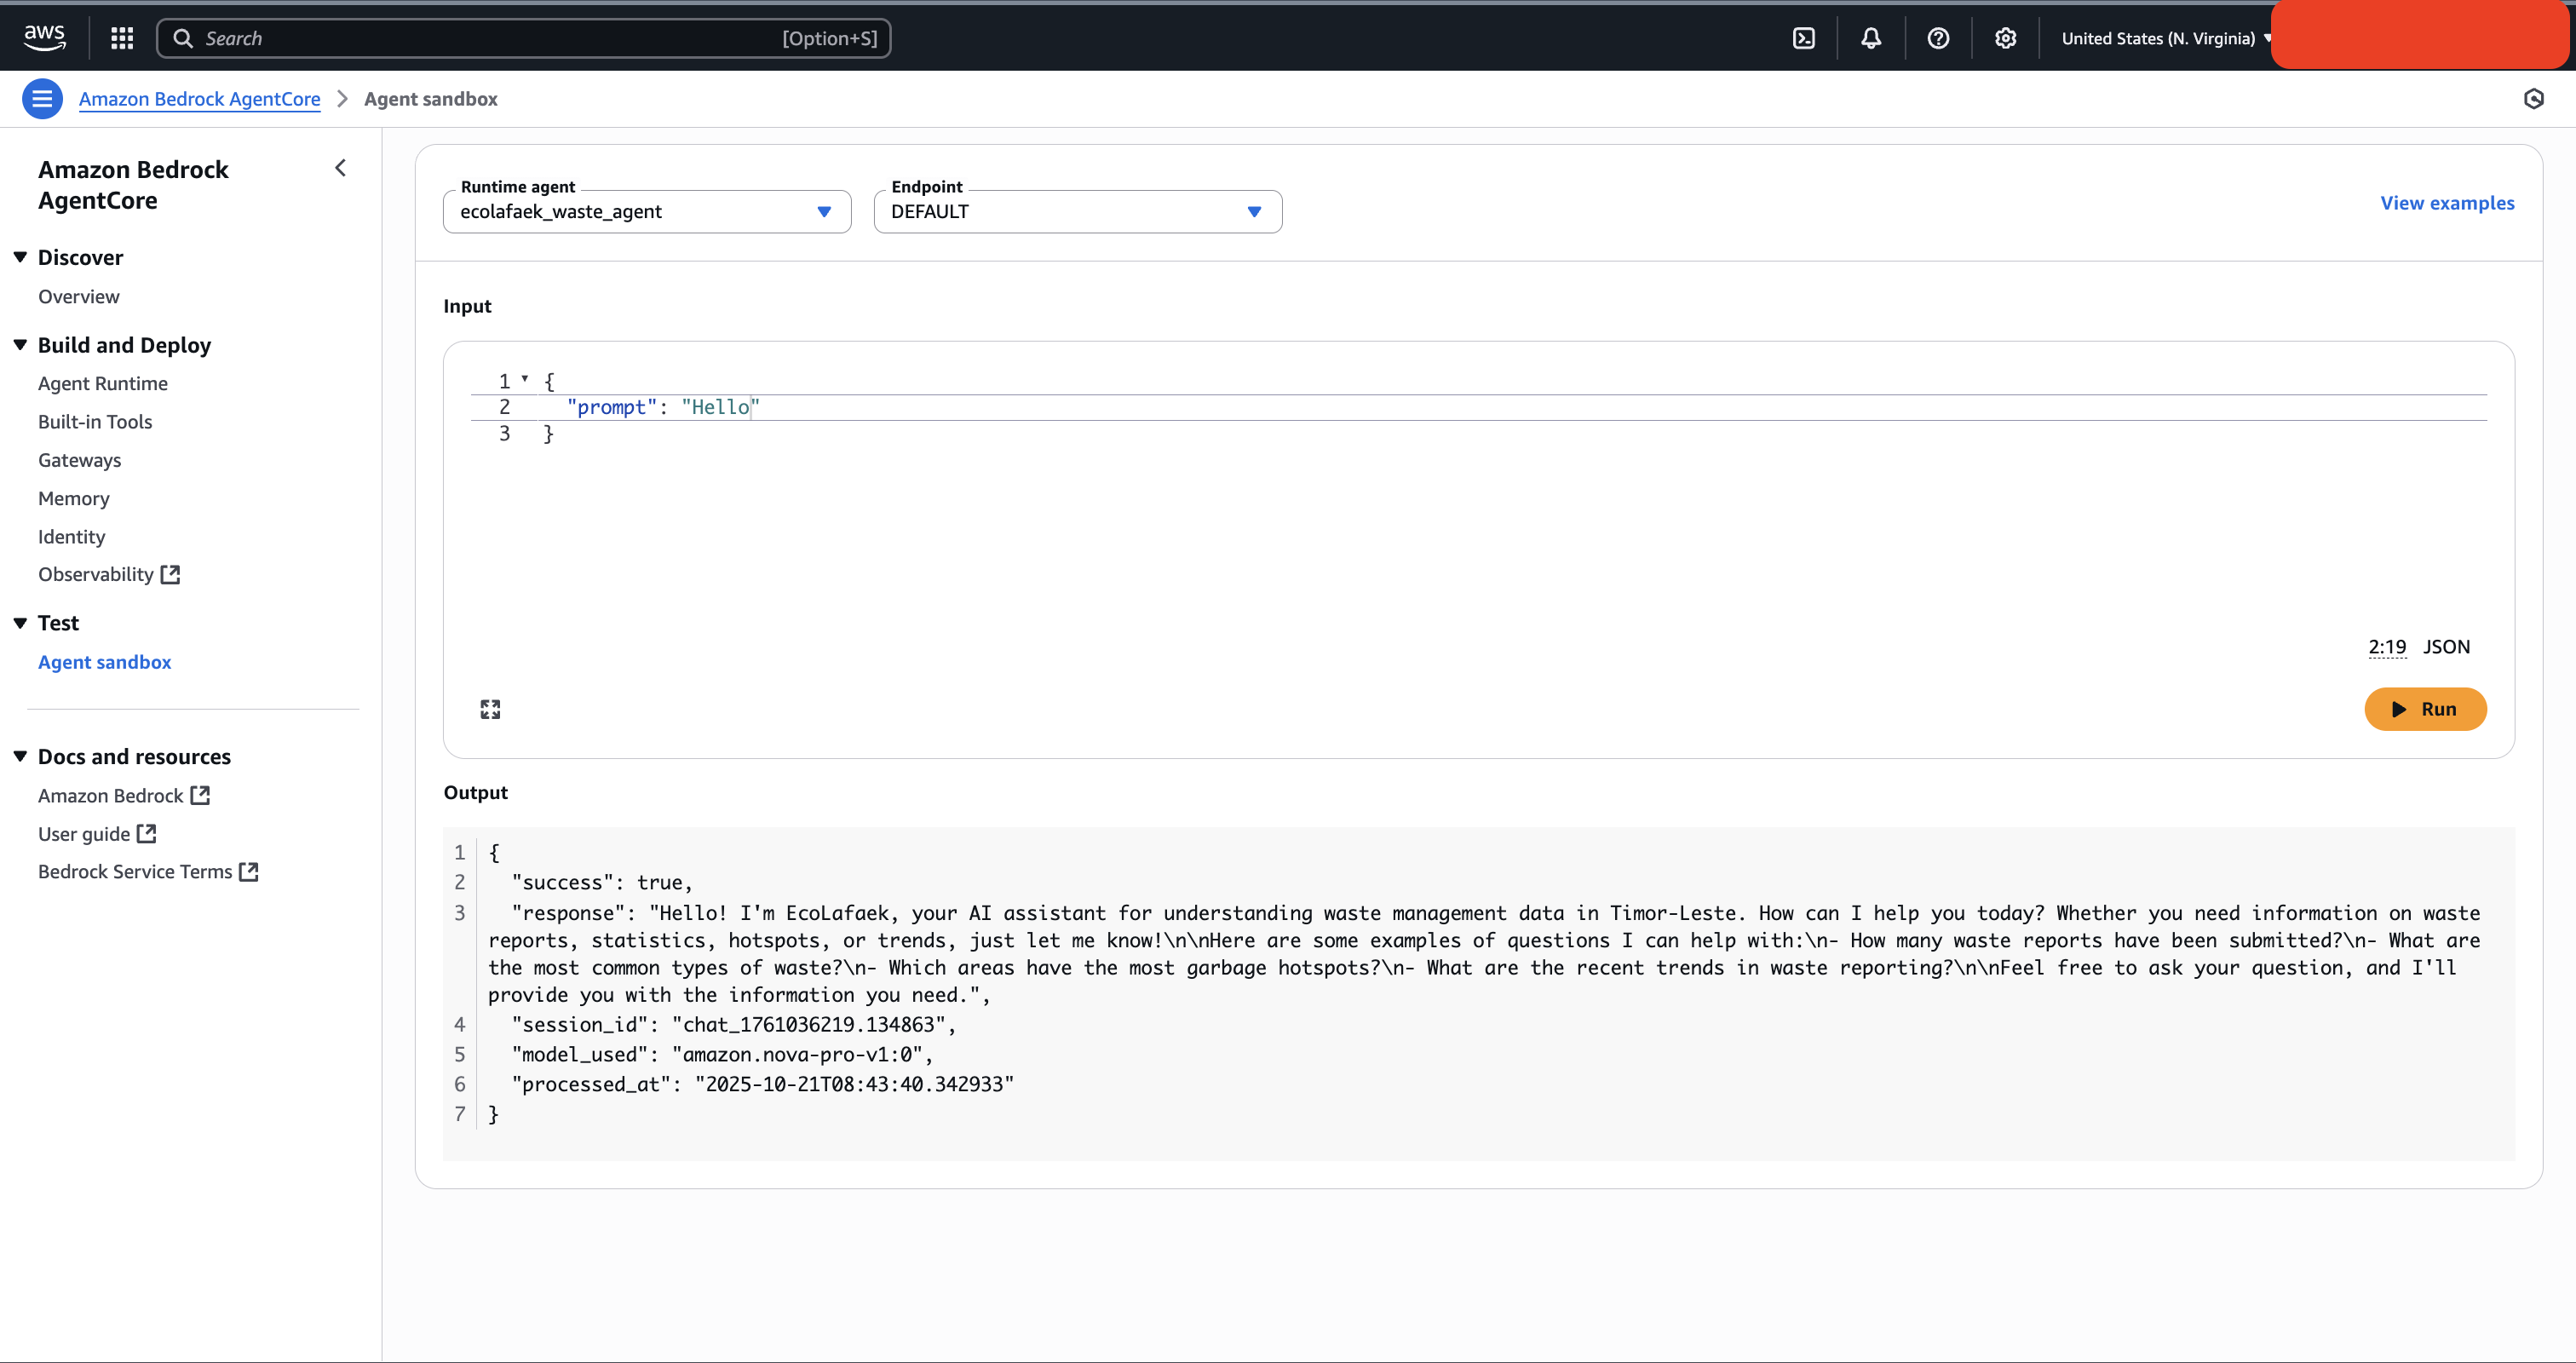 aws
Search
[Option+S]
United States (N. Virginia)
Amazon Bedrock AgentCore
Agent sandbox
Amazon Bedrock
AgentCore
Discover
Overview
Build and Deploy
Agent Runtime
Built-in Tools
Gateways
Memory
Identity
Observability
Test
Agent sandbox
Docs and resources
Amazon Bedrock
User guide
Bedrock Service Terms
Runtime agent
ecolafaek_waste_agent
Endpoint
DEFAULT
View examples
Input
1 {
2 "prompt": "Hello"
3 }
2:19 JSON
Run
Output
1 {
2 "success": true,
3 "response": "Hello! I'm EcoLafaek, your AI assistant for understanding waste management data in Timor-Leste. How can I help you today? Whether you need information on waste
reports, statistics, hotspots, or trends, just let me know!\n\nHere are some examples of questions I can help with:\n- How many waste reports have been submitted?\n- What are
the most common types of waste?\n- Which areas have the most garbage hotspots?\n- What are the recent trends in waste reporting?\n\nFeel free to ask your question, and I'll
provide you with the information you need.",
4 "session_id": "chat_1761036219.134863",
5 "model_used": "amazon.nova-pro-v1:0",
6 "processed_at": "2025-10-21T08:43:40.342933"
7 }